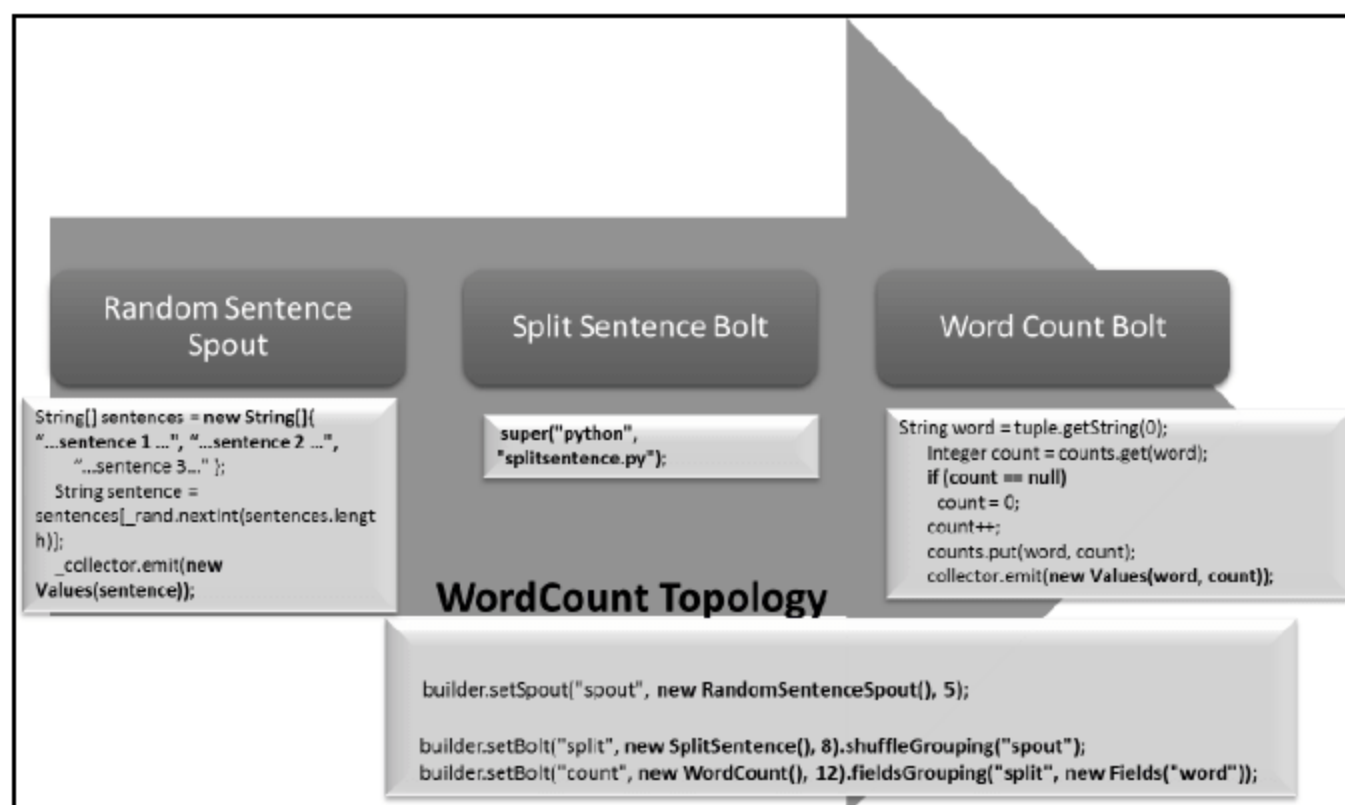 Random Sentence
Spout
Split Sentence Bolt
Word Count Bolt
String[] sentences = new String[]{
"...sentence 1 ...", "...sentence 2 ...",
"...sentence 3..." };
String sentence =
sentences[_rand.nextInt(sentences.lengt
h)];
_collector.emit(new
Values(sentence));
super("python",
"splitsentence.py");
String word = tuple.getString(0);
Integer count = counts.get(word);
if (count == null)
count = 0;
count++;
counts.put(word, count);
collector.emit(new Values(word, count));
WordCount Topology
builder.setSpout("spout", new RandomSentenceSpout(), 5);
builder.setBolt("split", new SplitSentence(), 8).shuffleGrouping("spout");
builder.setBolt("count", new WordCount(), 12).fieldsGrouping("split", new Fields("word"));